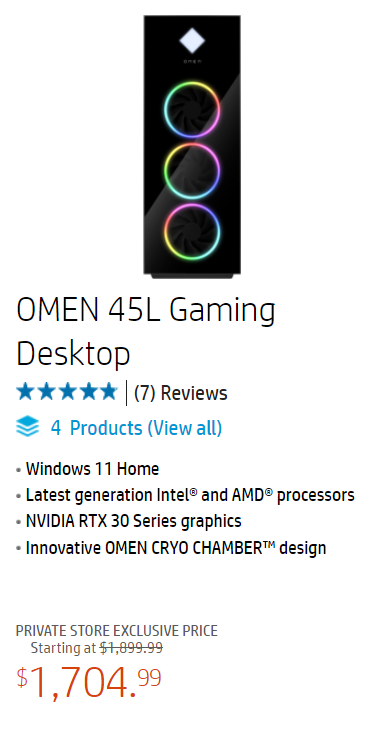 OMEN
OMEN 45L Gaming
Desktop
(7) Reviews
4 Products (View all)
• Windows 11 Home
• Latest generation Intel® and AMD® processors
• NVIDIA RTX 30 Series graphics
• Innovative OMEN CRYO CHAMBER™ design
PRIVATE STORE EXCLUSIVE PRICE
Starting at $1,899.99
$1,704.99